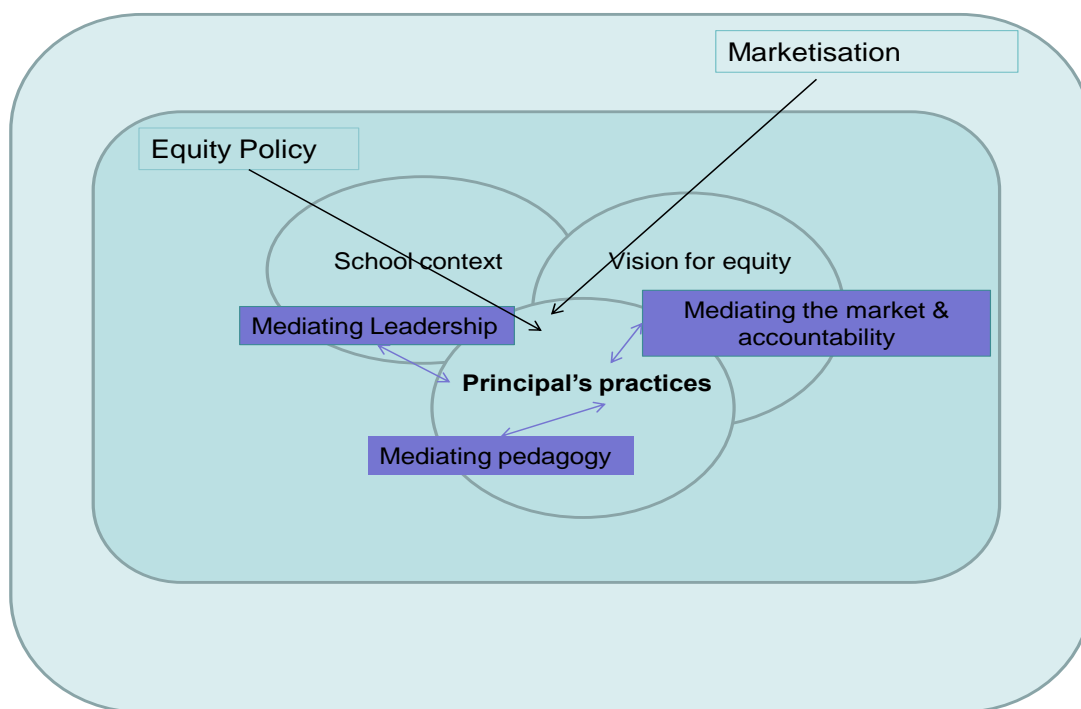 Marketisation
Equity Policy
School context
Vision for equity
Mediating Leadership
Mediating the market &
accountability
Principal’s practices
Mediating pedagogy